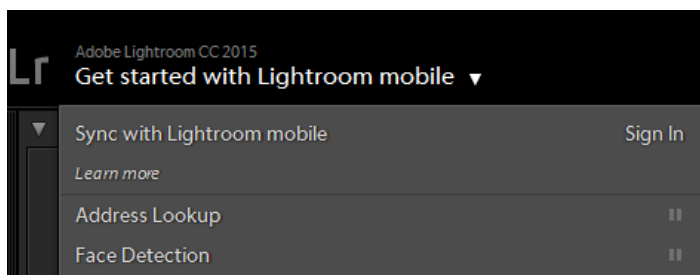 Lr
Adobe Lightroom CC 2015
Get started with Lightroom mobile
Sync with Lightroom mobile Sign In
Learn more
Address Lookup
Face Detection